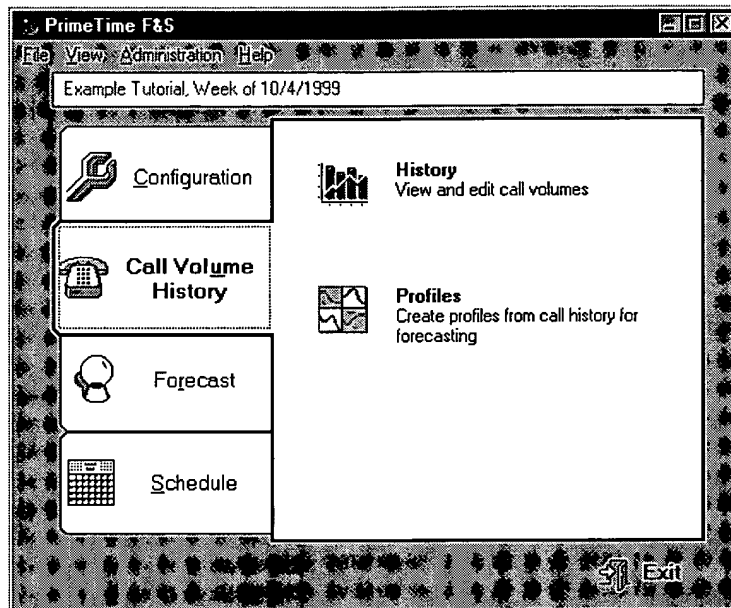 PrimeTime F&S
File View Administration Help
Example Tutorial, Week of 10/4/1999
Configuration
Call Volume
History
Forecast
Schedule
History
View and edit call volumes
Profiles
Create profiles from call history for
forecasting
Exit